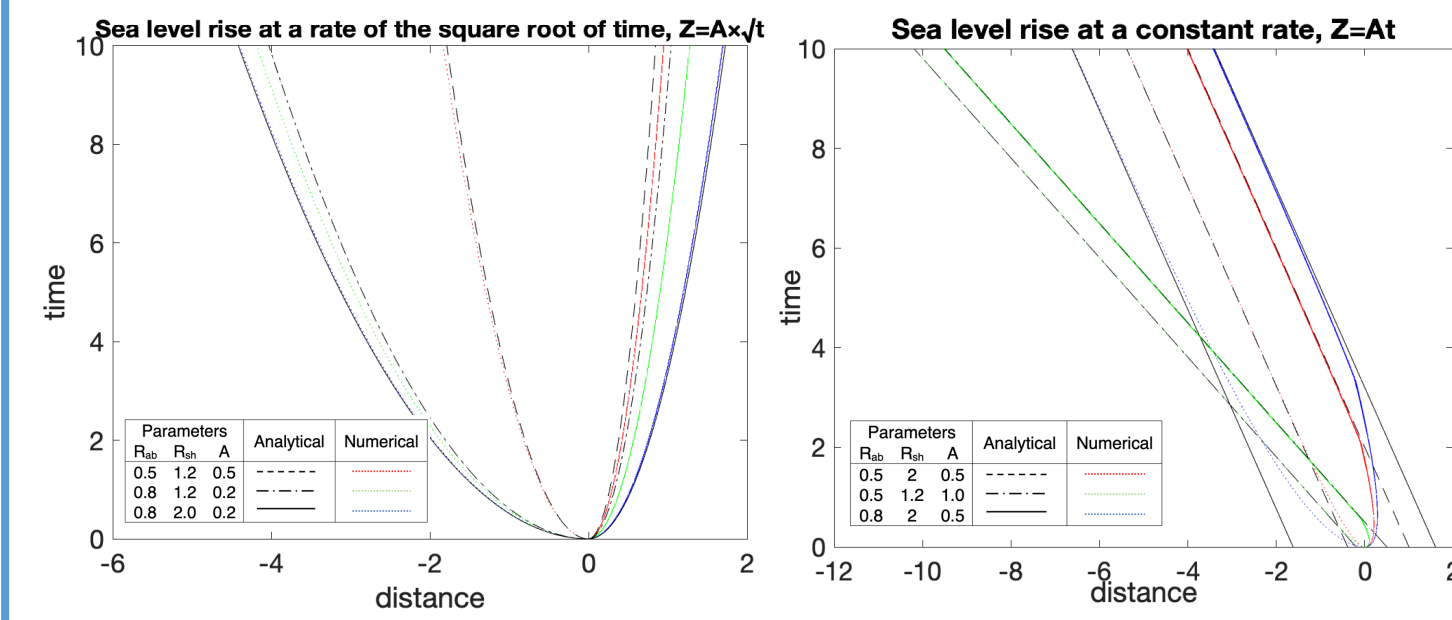 Sea level rise at a rate of the square root of time, Z=A×√t
10
8
6
4
2
0
time
-6 -4 -2 0 2
distance
Parameters Analytical Numerical
Rab Rsh A
0.5 1.2 0.5
0.8 1.2 0.2
0.8 2.0 0.2
Sea level rise at a constant rate, Z=At
10
8
6
4
2
0
time
-12 -10 -8 -6 -4 -2 0 2
distance
Parameters Analytical Numerical
Rab Rsh A
0.5 2 0.5
0.5 1.2 1.0
0.8 2 0.5